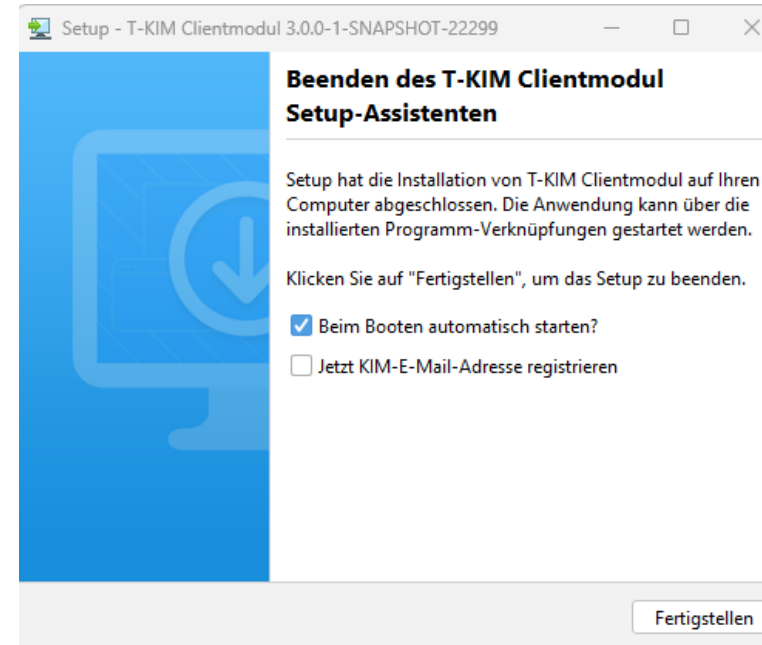 Setup - T-KIM Clientmodul 3.0.0-1-SNAPSHOT-22299
Beenden des T-KIM Clientmodul
Setup-Assistenten
Setup hat die Installation von T-KIM Clientmodul auf Ihren
Computer abgeschlossen. Die Anwendung kann über die
installierten Programm-Verknüpfungen gestartet werden.
Klicken Sie auf "Fertigstellen", um das Setup zu beenden.
Beim Booten automatisch starten?
Jetzt KIM-E-Mail-Adresse registrieren
Fertigstellen